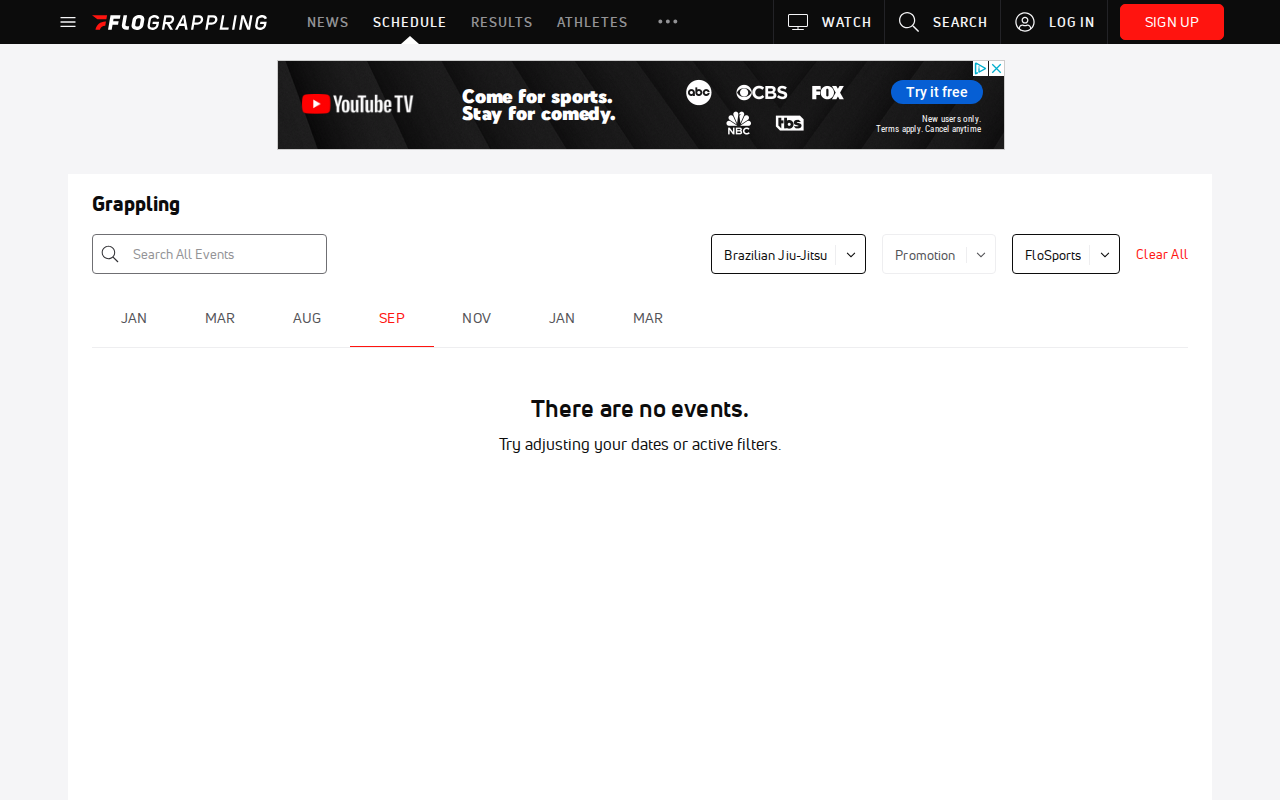 FLOGRAPPLING NEWS SCHEDULE RESULTS ATHLETES WATCH SEARCH LOG IN SIGN UP
YouTube TV
Come for sports.
Stay for comedy.
abc CBS FOX
NBC tbs
Try it free
New users only.
Terms apply. Cancel anytime
Grappling
Search All Events Brazilian Jiu-Jitsu Promotion FloSports Clear All
JAN MAR AUG SEP NOV JAN MAR
There are no events.
Try adjusting your dates or active filters.